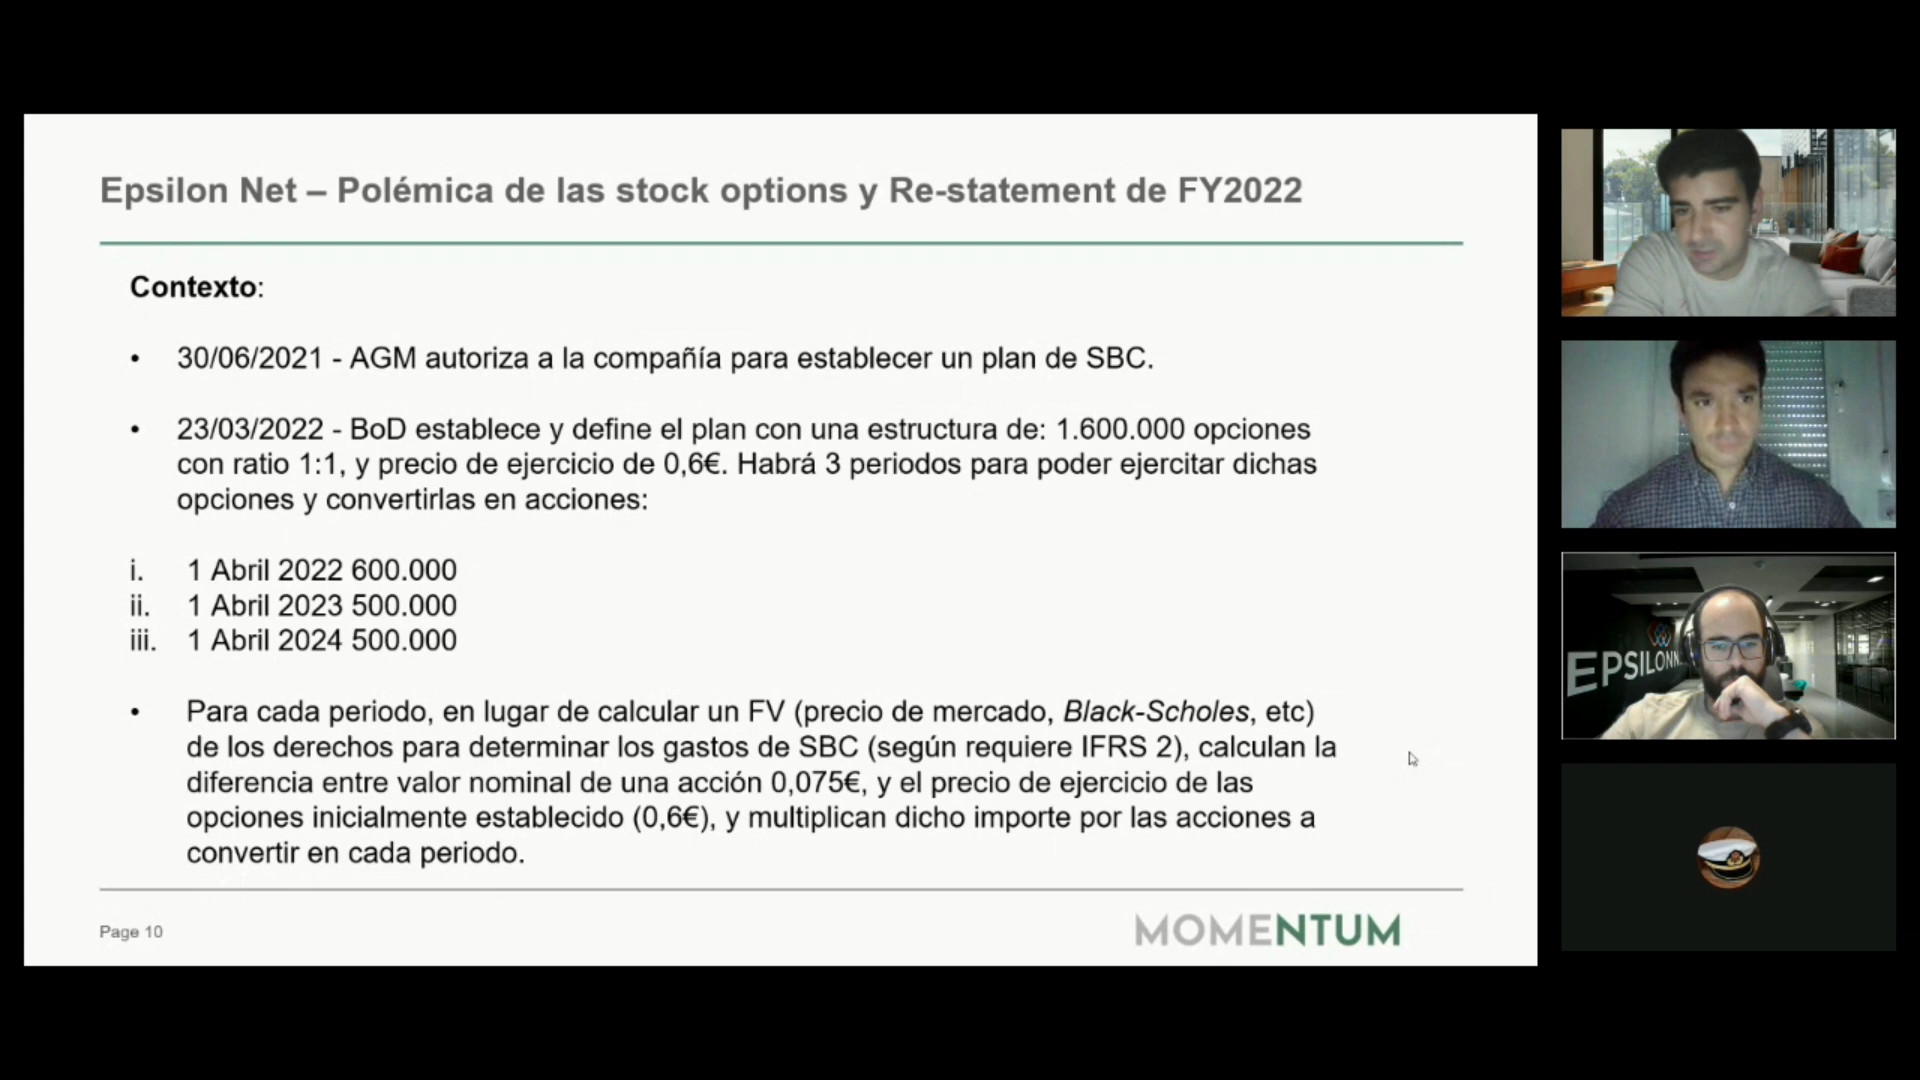 Epsilon Net – Polémica de las stock options y Re-statement de FY2022
Contexto:
• 30/06/2021 - AGM autoriza a la compañía para establecer un plan de SBC.
• 23/03/2022 - BoD establece y define el plan con una estructura de: 1.600.000 opciones
con ratio 1:1, y precio de ejercicio de 0,6€. Habrá 3 periodos para poder ejercitar dichas
opciones y convertirlas en acciones:
i. 1 Abril 2022 600.000
ii. 1 Abril 2023 500.000
iii. 1 Abril 2024 500.000
• Para cada periodo, en lugar de calcular un FV (precio de mercado, Black-Scholes, etc)
de los derechos para determinar los gastos de SBC (según requiere IFRS 2), calculan la
diferencia entre valor nominal de una acción 0,075€, y el precio de ejercicio de las
opciones inicialmente establecido (0,6€), y multiplican dicho importe por las acciones a
convertir en cada periodo.
Page 10
MOMENTUM
EPSILONN